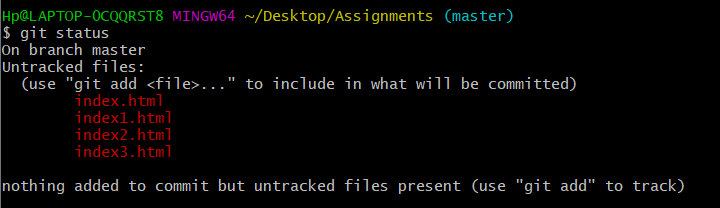 Hp@LAPTOP-OCQQRST8 MINGW64 ~/Desktop/Assignments (master)
$ git status
On branch master
Untracked files:
  (use "git add <file>..." to include in what will be committed)
        index.html
        index1.html
        index2.html
        index3.html

nothing added to commit but untracked files present (use "git add" to track)